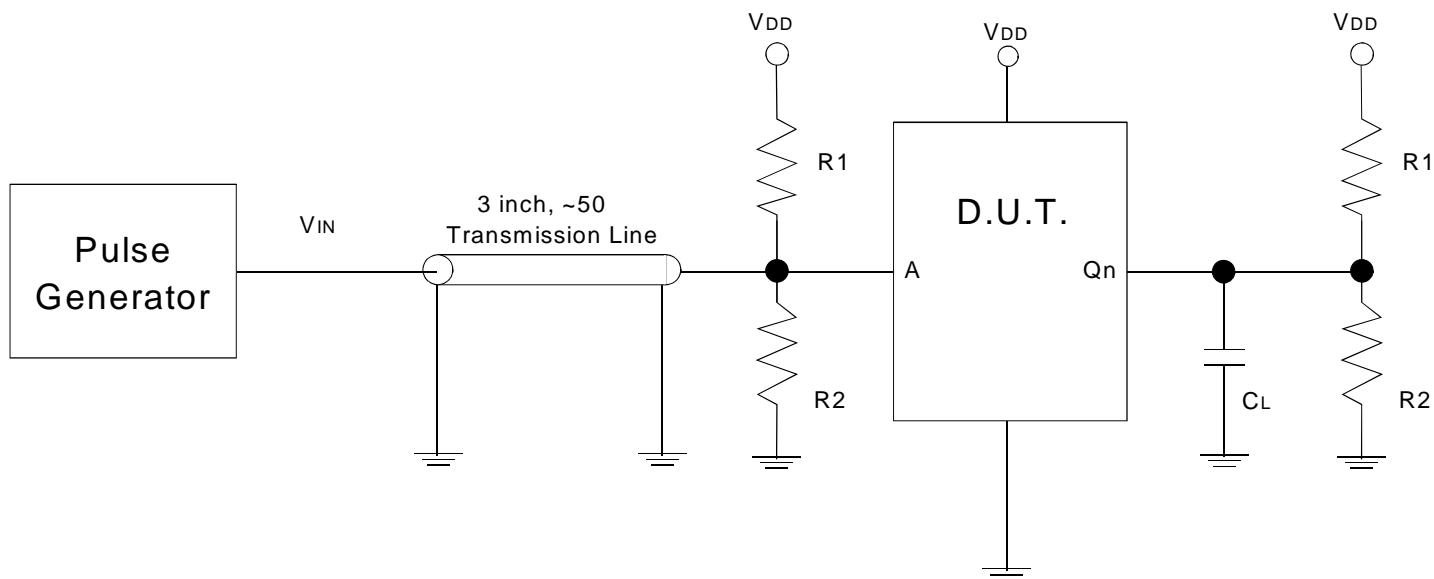 VDD
VDD
VDD
R1
R1
3 inch, ~50
Transmission Line
D.U.T.
VIN
Pulse
Generator
A
Qn
R2
CL
R2